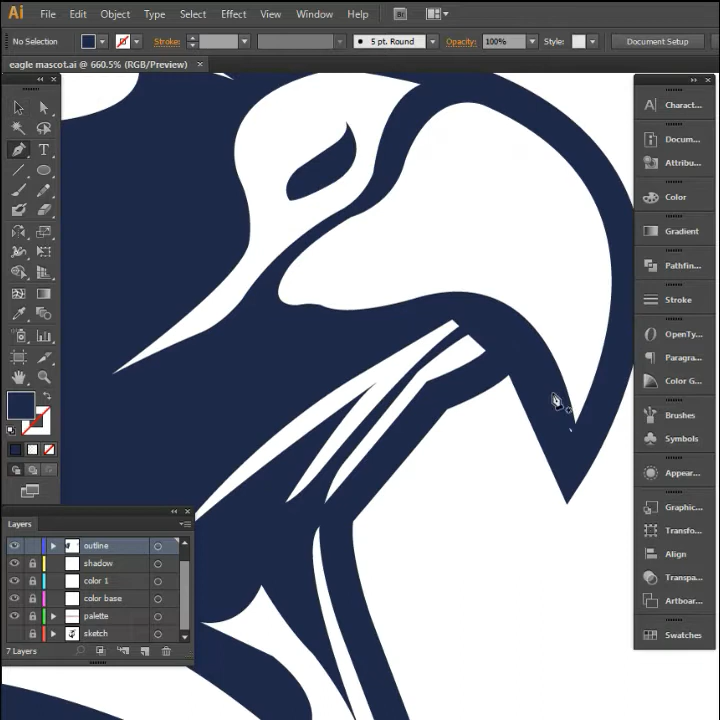 Ai File Edit Object Type Select Effect View Window Help Br
No Selection Stroke: 5 pt. Round Opacity: 100% Style: Document Setup
eagle mascot.ai @ 660.5% (RGB/Preview) ×
Charact...
Docum...
Attribu...
Color
Gradient
Pathfin...
Stroke
OpenTy...
Paragra...
Color G...
Brushes
Symbols
Appear...
Graphic...
Transfo...
Align
Transpa...
Artboar...
Swatches
Layers
outline
shadow
color 1
color base
palette
sketch
7 Layers